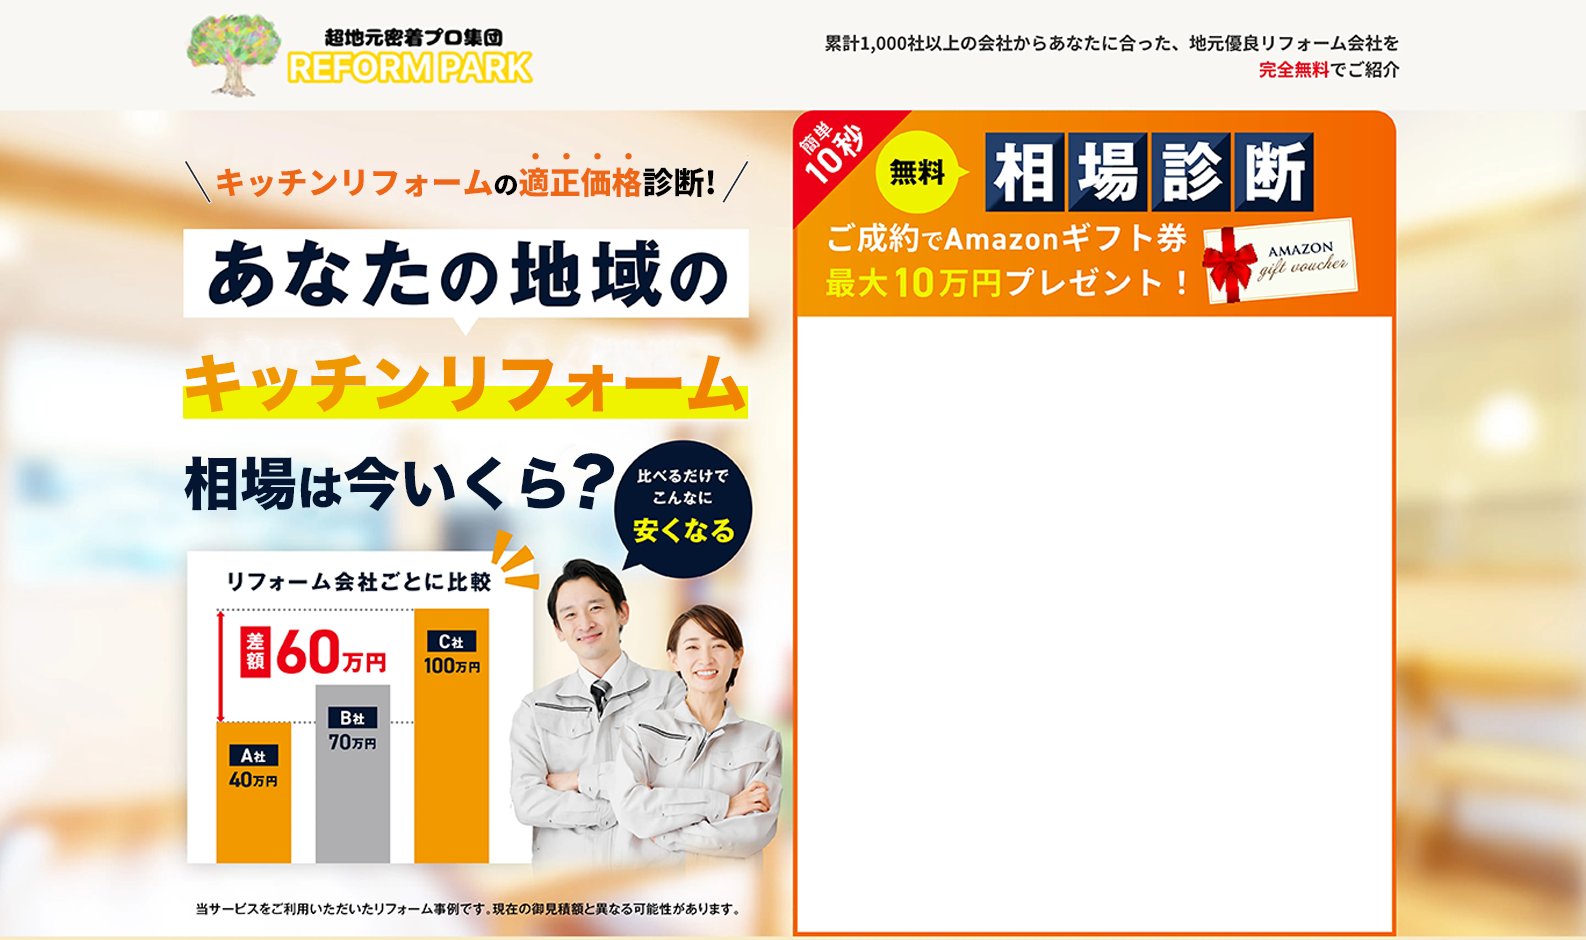 超地元密着プロ集団
REFORM PARK
累計1,000社以上の会社からあなたに合った、地元優良リフォーム会社を
完全無料でご紹介
キッチンリフォームの適正価格診断!
あなたの地域の
キッチンリフォーム
相場は今いくら?
比べるだけで
こんなに
安くなる
リフォーム会社ごとに比較
差額
60万円
A社
40万円
B社
70万円
C社
100万円
当サービスをご利用いただいたリフォーム事例です。現在の御見積額と異なる可能性があります。
簡単
10秒
無料
相場診断
ご成約でAmazonギフト券
最大10万円プレゼント！
AMAZON
gift voucher